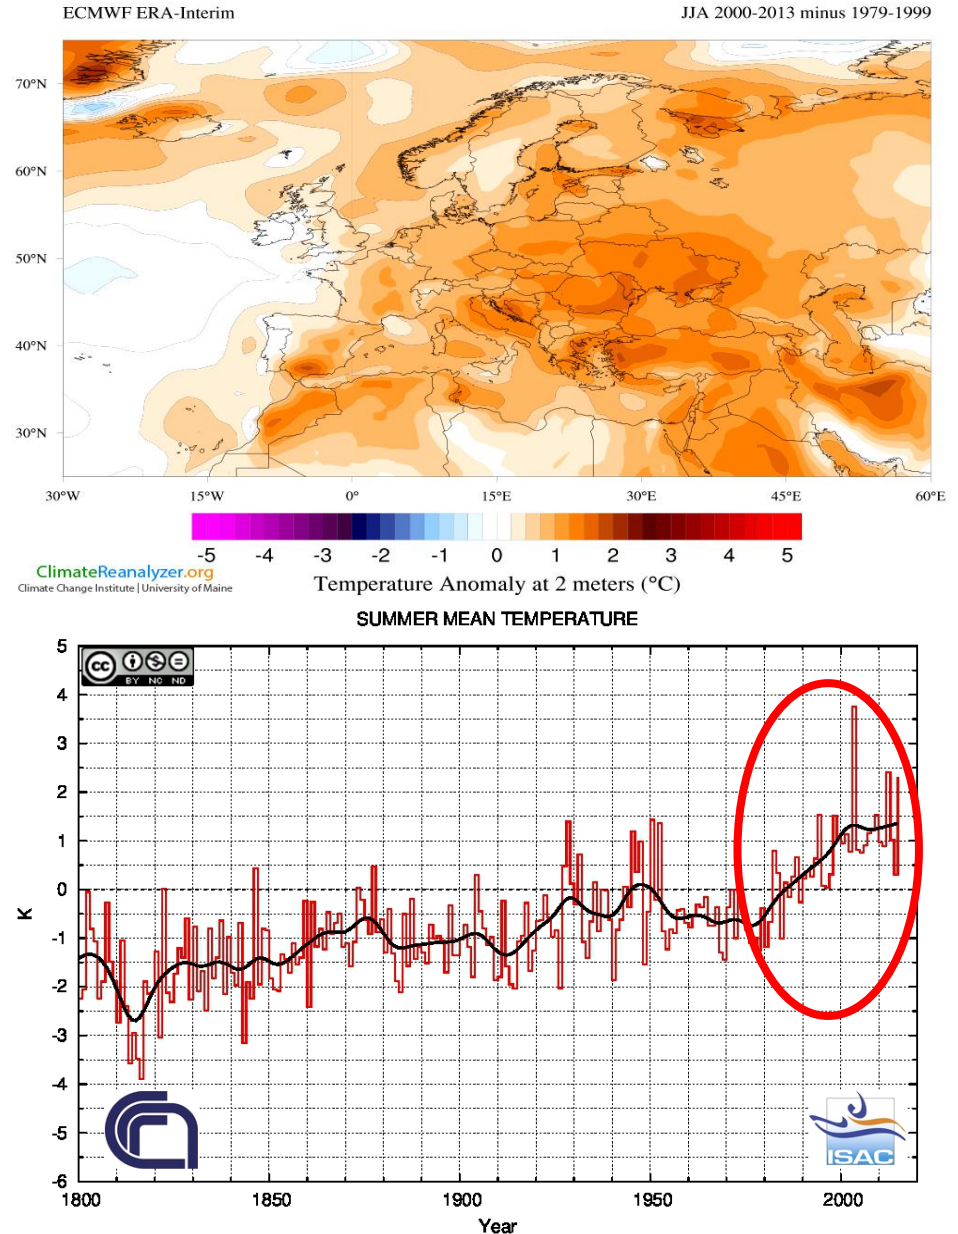 ECMWF ERA-Interim
JJA 2000-2013 minus 1979-1999
70°N
60°N
50°N
40°N
30°N
30°W 15°W 0° 15°E 30°E 45°E 60°E
-5 -4 -3 -2 -1 0 1 2 3 4 5
ClimateReanalyzer.org
Climate Change Institute | University of Maine
Temperature Anomaly at 2 meters (°C)
SUMMER MEAN TEMPERATURE
5
4
3
2
1
0
-1
-2
-3
-4
-5
-6
K
cc
BY NC ND
ISAC
1800 1850 1900 1950 2000
Year